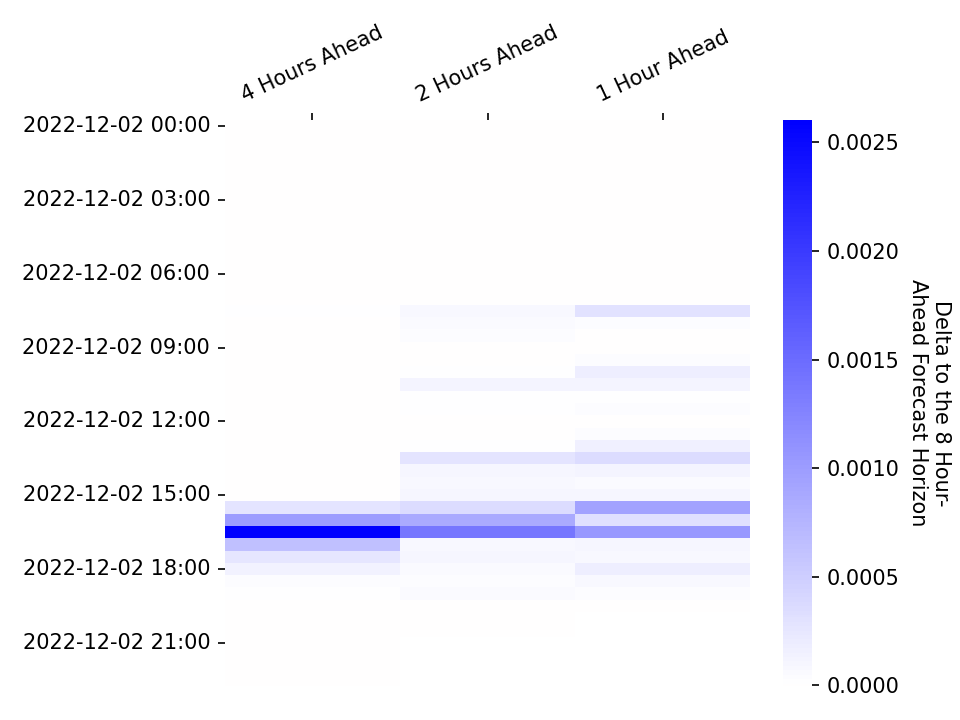 4 Hours Ahead
2 Hours Ahead
1 Hour Ahead
2022-12-02 00:00
2022-12-02 03:00
2022-12-02 06:00
2022-12-02 09:00
2022-12-02 12:00
2022-12-02 15:00
2022-12-02 18:00
2022-12-02 21:00
0.0025
0.0020
0.0015
0.0010
0.0005
0.0000
Delta to the 8 Hour-
Ahead Forecast Horizon